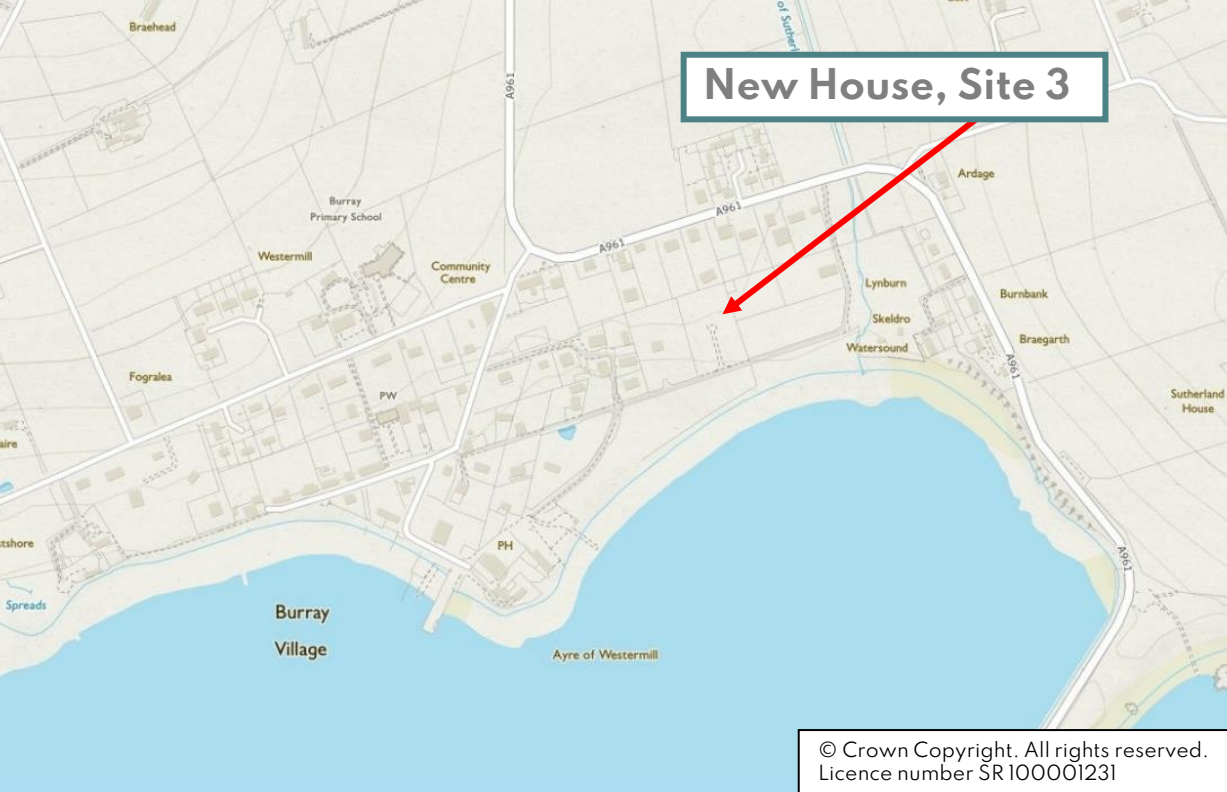 Braehead
of Sutherl
A961
New House, Site 3
Ardage
Burray
Primary School
A961
A961
Westermill
Community
Centre
Lynburn
Burnbank
Skeldro
Braegarth
Watersound
A961
Fogralea
PW
Sutherland
House
aire
tshore
PH
A961
Spreads
Burray
Village
Ayre of Westermill
© Crown Copyright. All rights reserved.
Licence number SR 100001231